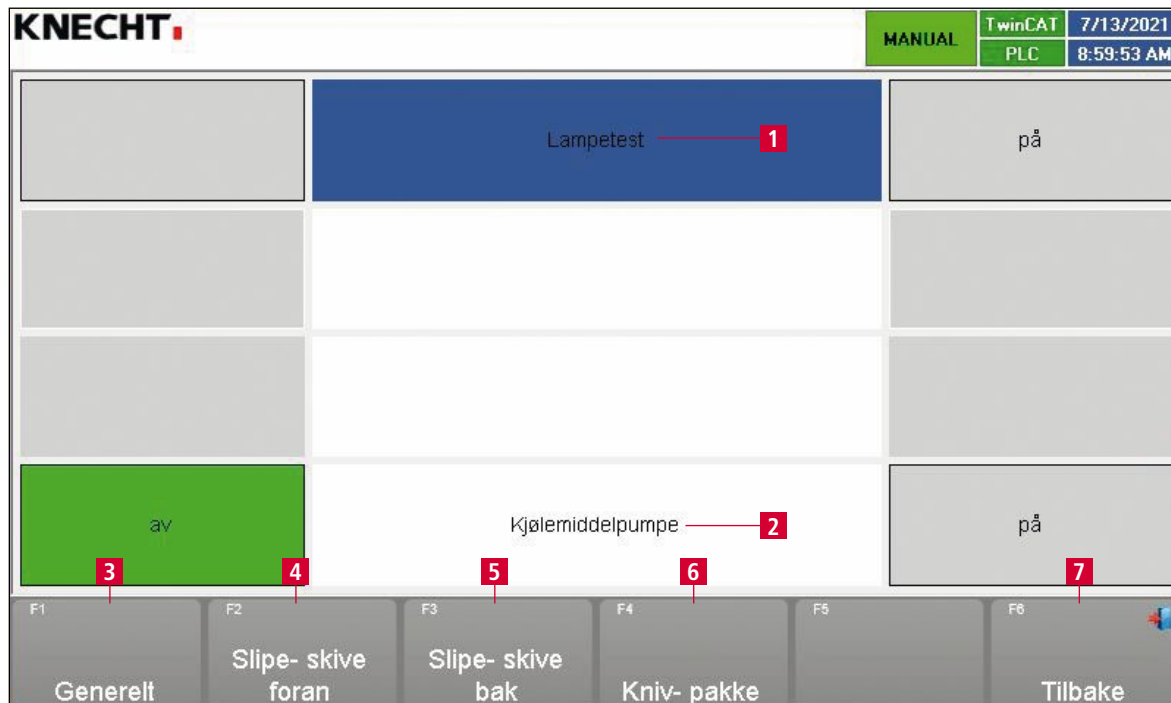 KNECHT
MANUAL
TwinCAT 7/13/2021
PLC 8:59:53 AM
Lampetest 1
på
av
Kjølemiddelpumpe 2
på
3 4 5 6 7
F1 F2 F3 F4 F5 F6
Slipe- skive Slipe- skive
Generelt foran bak Kniv- pakke Tilbake